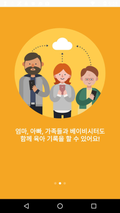 엄마, 아빠, 가족들과 베이비시터도
함께 육아 기록을 할 수 있어요!